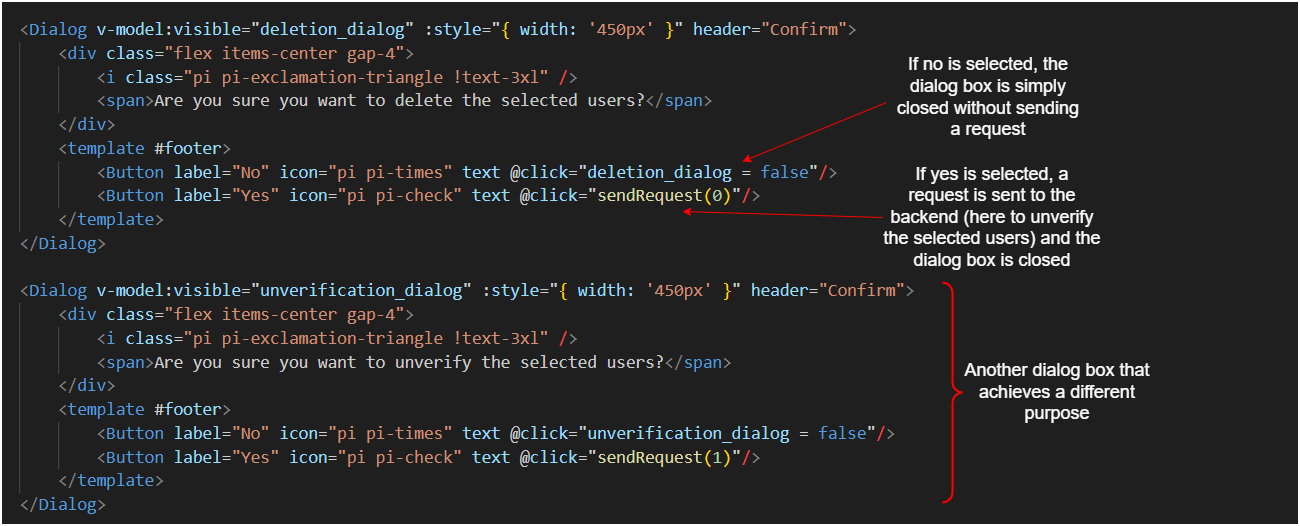 <Dialog v-model:visible="deletion_dialog" :style="{ width: '450px' }" header="Confirm">
<div class="flex items-center gap-4">
<i class="pi pi-exclamation-triangle !text-3xl" />
<span>Are you sure you want to delete the selected users?</span>
</div>
<template #footer>
<Button label="No" icon="pi pi-times" text @click="deletion_dialog = false"/>
<Button label="Yes" icon="pi pi-check" text @click="sendRequest(0)"/>
</template>
</Dialog>
If no is selected, the
dialog box is simply
closed without sending
a request
If yes is selected, a
request is sent to the
backend (here to unverify
the selected users) and the
dialog box is closed
<Dialog v-model:visible="unverification_dialog" :style="{ width: '450px' }" header="Confirm">
<div class="flex items-center gap-4">
<i class="pi pi-exclamation-triangle !text-3xl" />
<span>Are you sure you want to unverify the selected users?</span>
</div>
<template #footer>
<Button label="No" icon="pi pi-times" text @click="unverification_dialog = false"/>
<Button label="Yes" icon="pi pi-check" text @click="sendRequest(1)"/>
</template>
</Dialog>
Another dialog box that
achieves a different
purpose